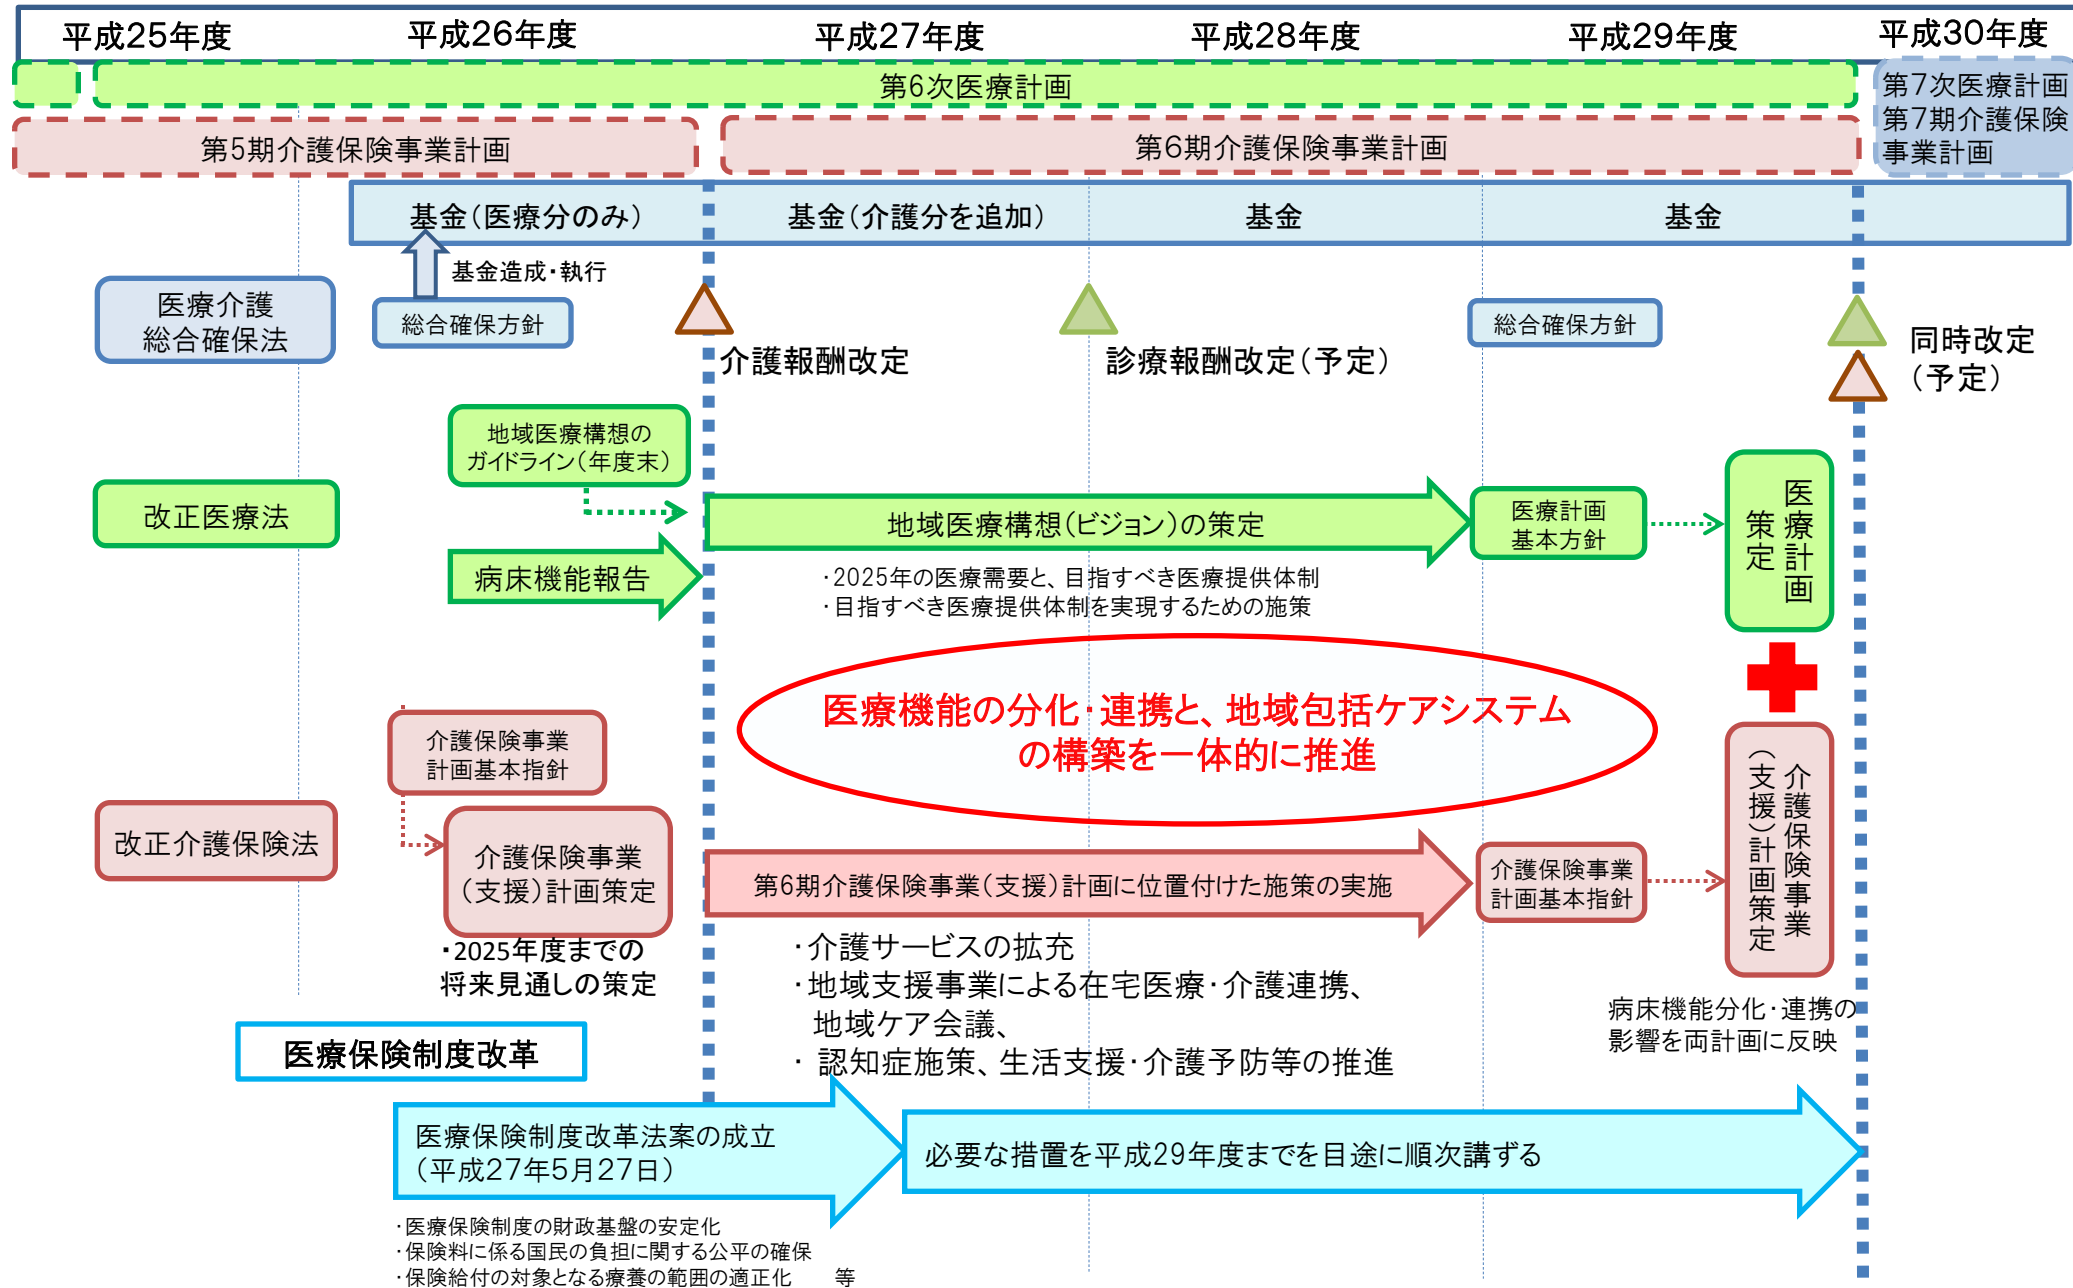 平成25年度
平成26年度
平成27年度
平成28年度
平成29年度
平成30年度
第6次医療計画
第7次医療計画
第7期介護保険
事業計画
第5期介護保険事業計画
第6期介護保険事業計画
基金（医療分のみ）
基金（介護分を追加）
基金
基金
基金造成・執行
医療介護
総合確保法
総合確保方針
介護報酬改定
診療報酬改定（予定）
総合確保方針
同時改定
（予定）
地域医療構想の
ガイドライン（年度末）
改正医療法
病床機能報告
地域医療構想（ビジョン）の策定
医療計画
基本方針
医療計画
策定
・2025年の医療需要と、目指すべき医療提供体制
・目指すべき医療提供体制を実現するための施策
医療機能の分化・連携と、地域包括ケアシステム
の構築を一体的に推進
介護保険事業
計画基本指針
改正介護保険法
介護保険事業
（支援）計画策定
第6期介護保険事業（支援）計画に位置付けた施策の実施
介護保険事業
計画基本指針
介護保険事業
（支援）計画策定
・2025年度までの
将来見通しの策定
・介護サービスの拡充
・地域支援事業による在宅医療・介護連携、
地域ケア会議、
・ 認知症施策、生活支援・介護予防等の推進
病床機能分化・連携の
影響を両計画に反映
医療保険制度改革
医療保険制度改革法案の成立
（平成27年5月27日）
必要な措置を平成29年度までを目途に順次講ずる
・医療保険制度の財政基盤の安定化
・保険料に係る国民の負担に関する公平の確保
・保険給付の対象となる療養の範囲の適正化　　等